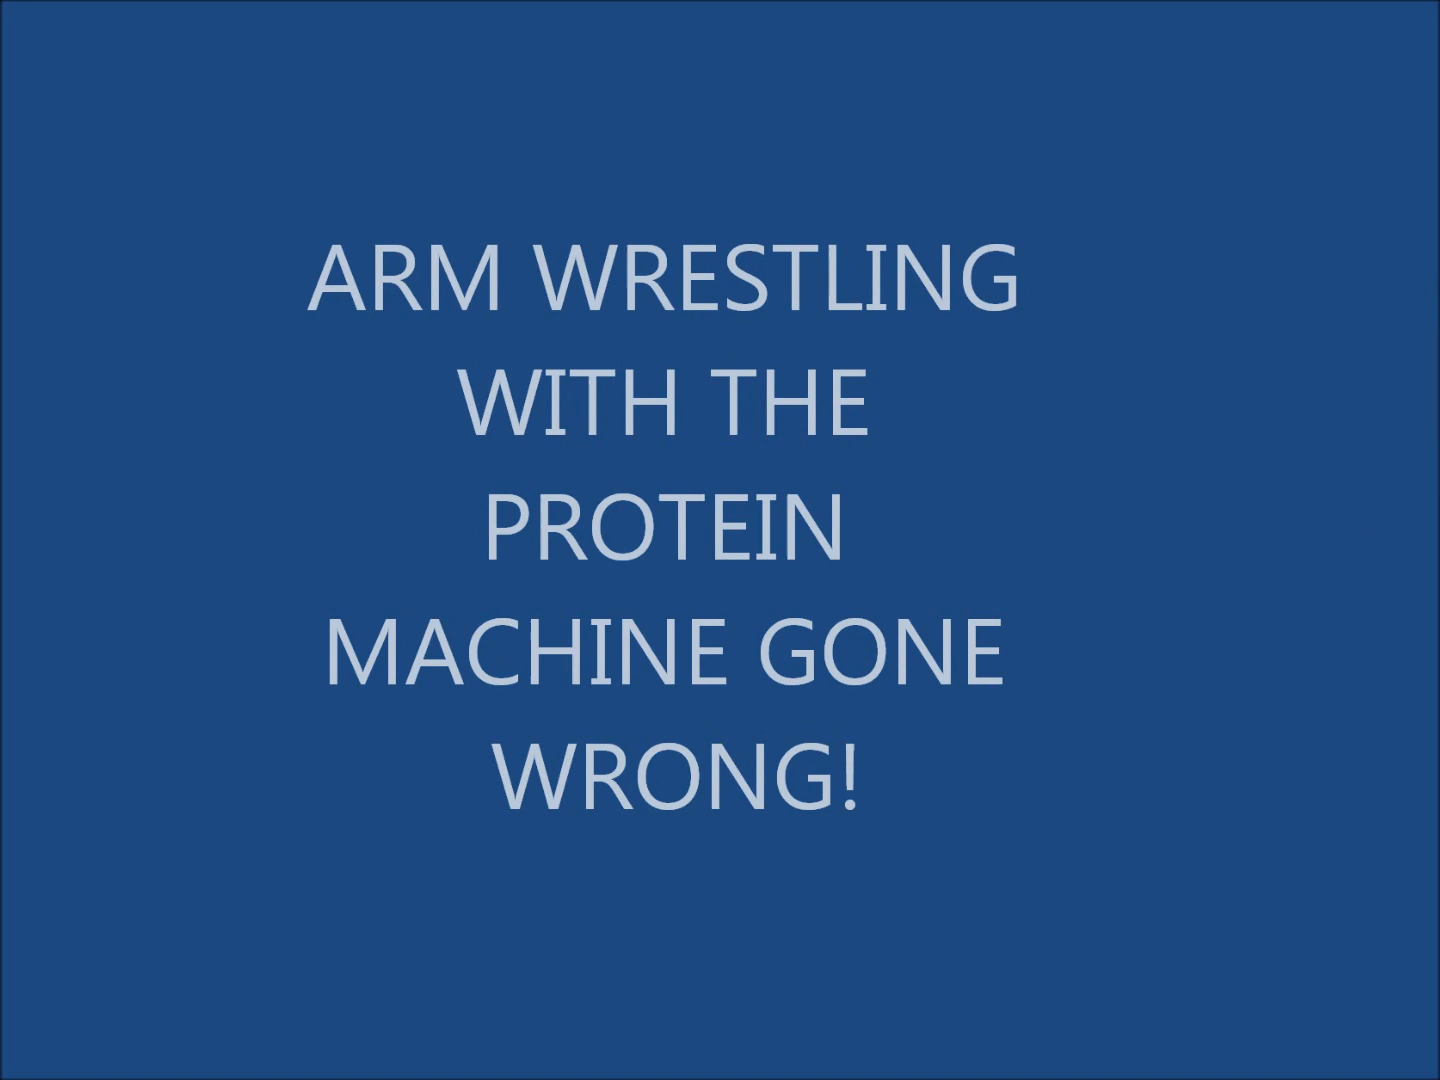 ARM WRESTLING
WITH THE
PROTEIN
MACHINE GONE
WRONG!